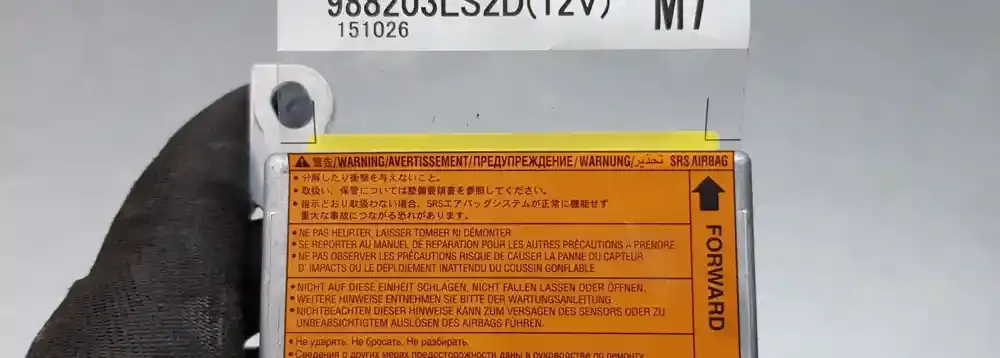 988203LS2D(12V) M7
151026
警告/WARNING/AVERTISSEMENT/ПРЕДУПРЕЖДЕНИЕ/WARNUNG/تحذير SRS AIRBAG
• 分解したり衝撃を与えないこと。
• 取扱い、保管については整備要領書を参照してください。
• 指示どおり取扱わない場合、SRSエアバッグシステムが正常に機能せず
重大な事故につながる恐れがあります。
FORWARD
• NE PAS HEURTER, LAISSER TOMBER NI DÉMONTER
• SE REPORTER AU MANUEL DE REPARATION POUR LES AUTRES PRÉCAUTIONS A PRENDRE
• NE PAS OBSERVER LES PRÉCAUTIONS RISQUE DE CAUSER LA PANNE DU CAPTEUR
D' IMPACTS OU LE DÉPLOIEMENT INATTENDU DU COUSSIN GONFLABLE
• NICHT AUF DIESE EINHEIT SCHLAGEN, NICHT FALLEN LASSEN ODER ÖFFNEN.
• WEITERE HINWEISE ENTNEHMEN SIE BITTE DER WARTUNGSANLEITUNG.
• NICHTBEACHTEN DIESER HINWEISE KANN ZUM VERSAGEN DES SENSORS ODER ZU
UNBEABSICHTIGTEM AUSLÖSEN DES AIRBAGS FÜHREN.
• Не ударять. Не бросать. Не разбирать.
• Сведения о других мерах предосторожности даны в руководстве по ремонту